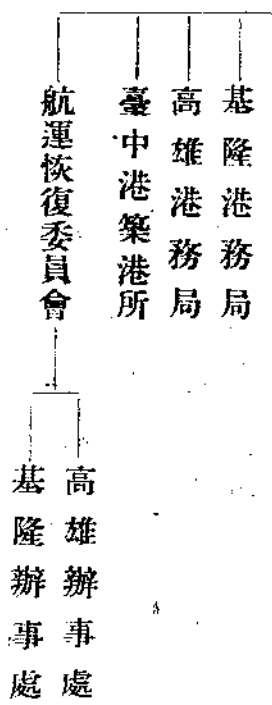 基隆港務局
高雄港務局
臺中港築港所
航運恢復委員會
高雄辦事處
基隆辦事處